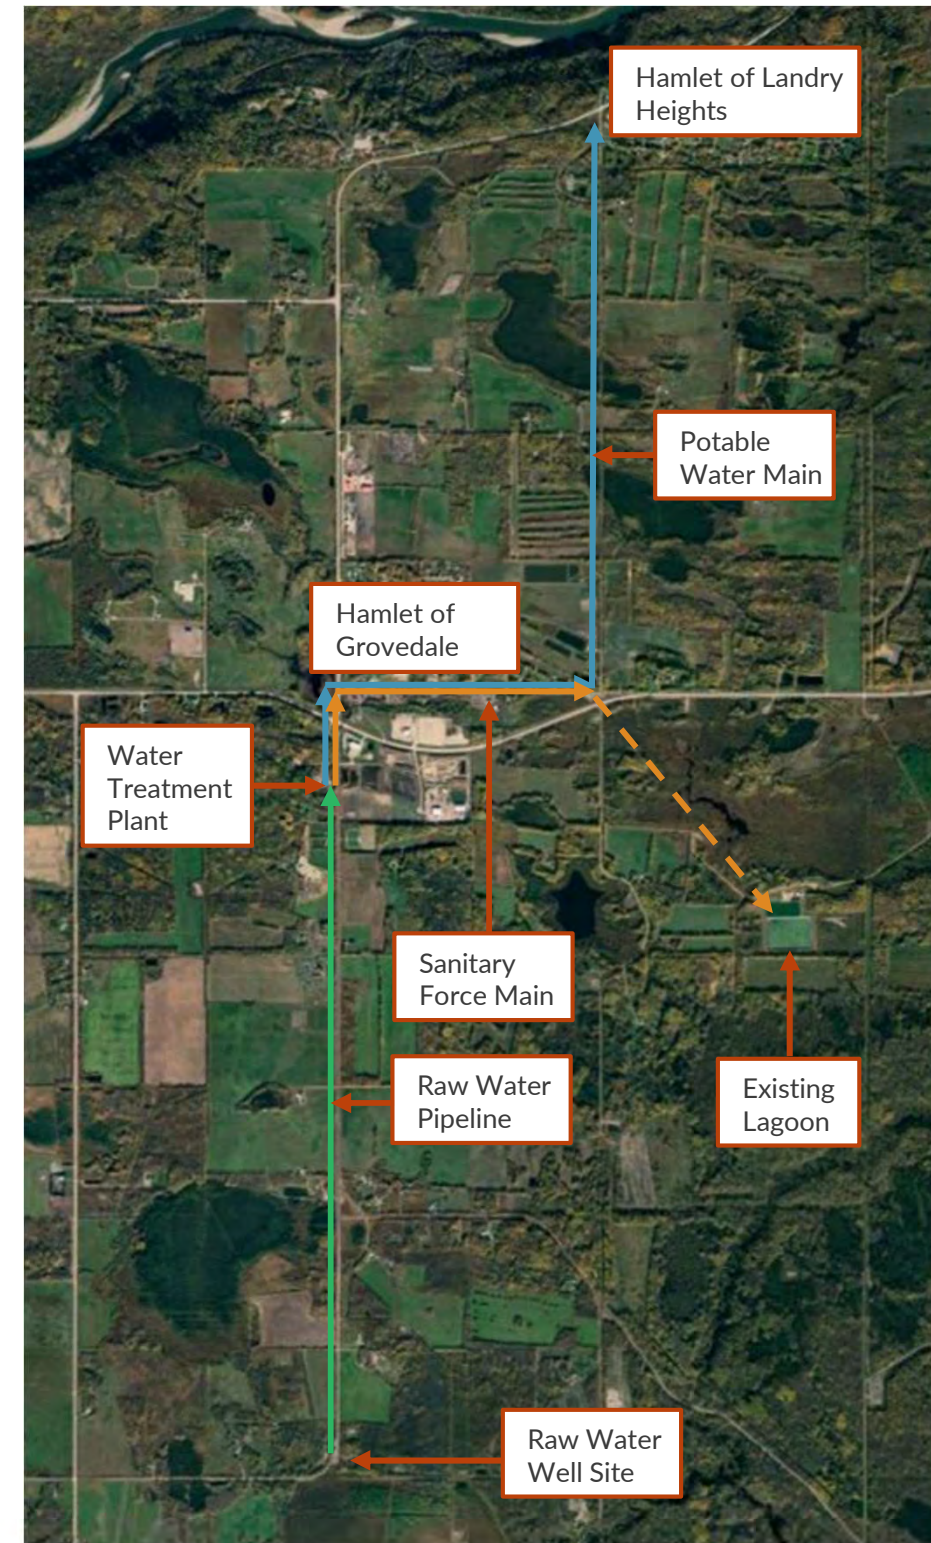 Hamlet of Landry
Heights
Potable
Water Main
Hamlet of
Grovedale
Water
Treatment
Plant
Sanitary
Force Main
Raw Water
Pipeline
Existing
Lagoon
Raw Water
Well Site